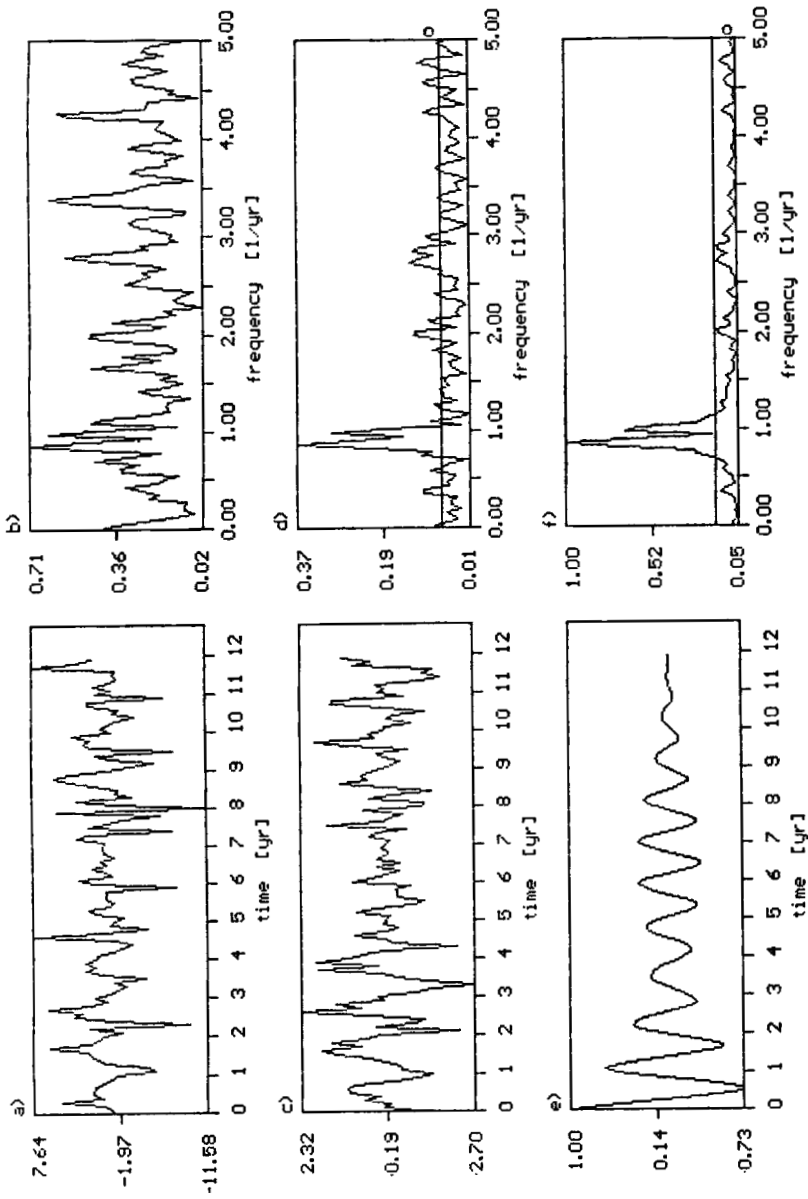 a)
7.64
-1.97
-11.58
0 1 2 3 4 5 6 7 8 9 10 11 12
time [yr]
b)
0.71
0.36
0.02
0.00 1.00 2.00 3.00 4.00 5.00
frequency [1/yr]
c)
2.32
-0.19
-2.70
0 1 2 3 4 5 6 7 8 9 10 11 12
time [yr]
d)
0.37
0.19
0.01
0.00 1.00 2.00 3.00 4.00 5.00
frequency [1/yr]
O
e)
1.00
0.14
-0.73
0 1 2 3 4 5 6 7 8 9 10 11 12
time [yr]
f)
1.00
0.52
0.05
0.00 1.00 2.00 3.00 4.00 5.00
frequency [1/yr]
O